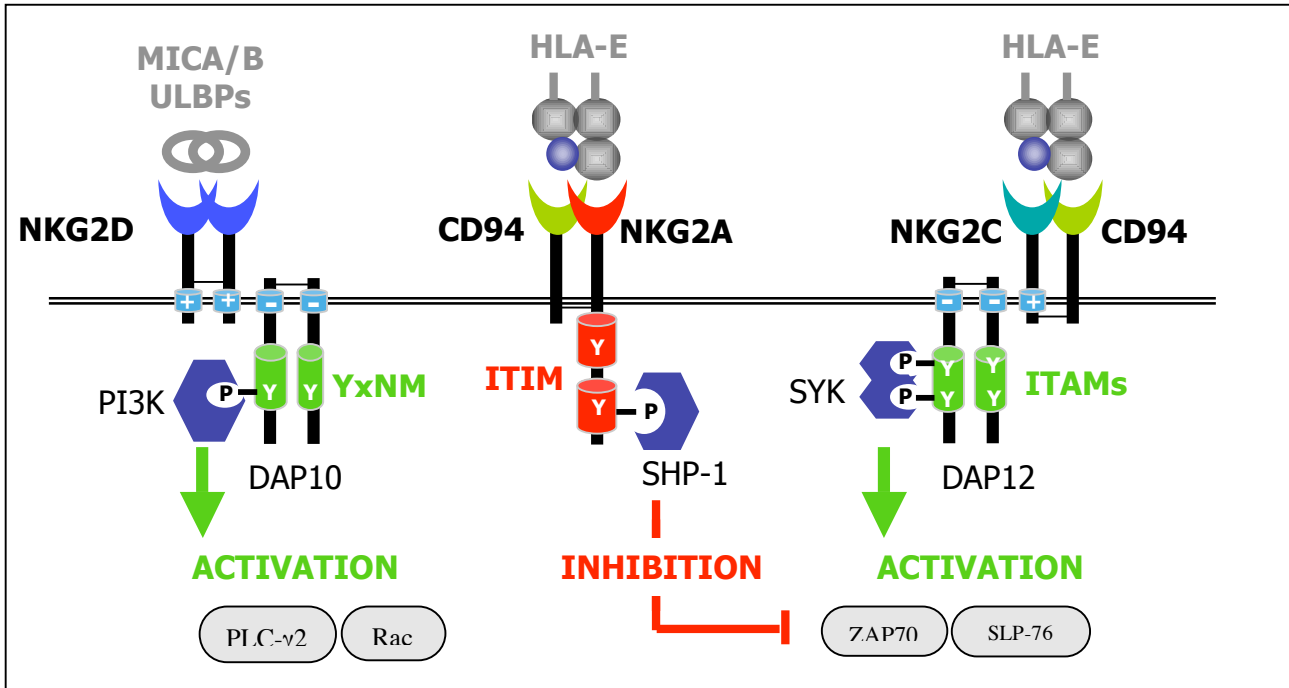 MICA/B
ULBPs
NKG2D
+
+
-
-
PI3K
P
Y
Y
YxNM
DAP10
ACTIVATION
PLC-γ2
Rac
HLA-E
CD94
NKG2A
ITIM
Y
Y
P
SHP-1
INHIBITION
HLA-E
NKG2C
CD94
-
-
+
SYK
P
P
Y
Y
Y
Y
ITAMs
DAP12
ACTIVATION
ZAP70
SLP-76